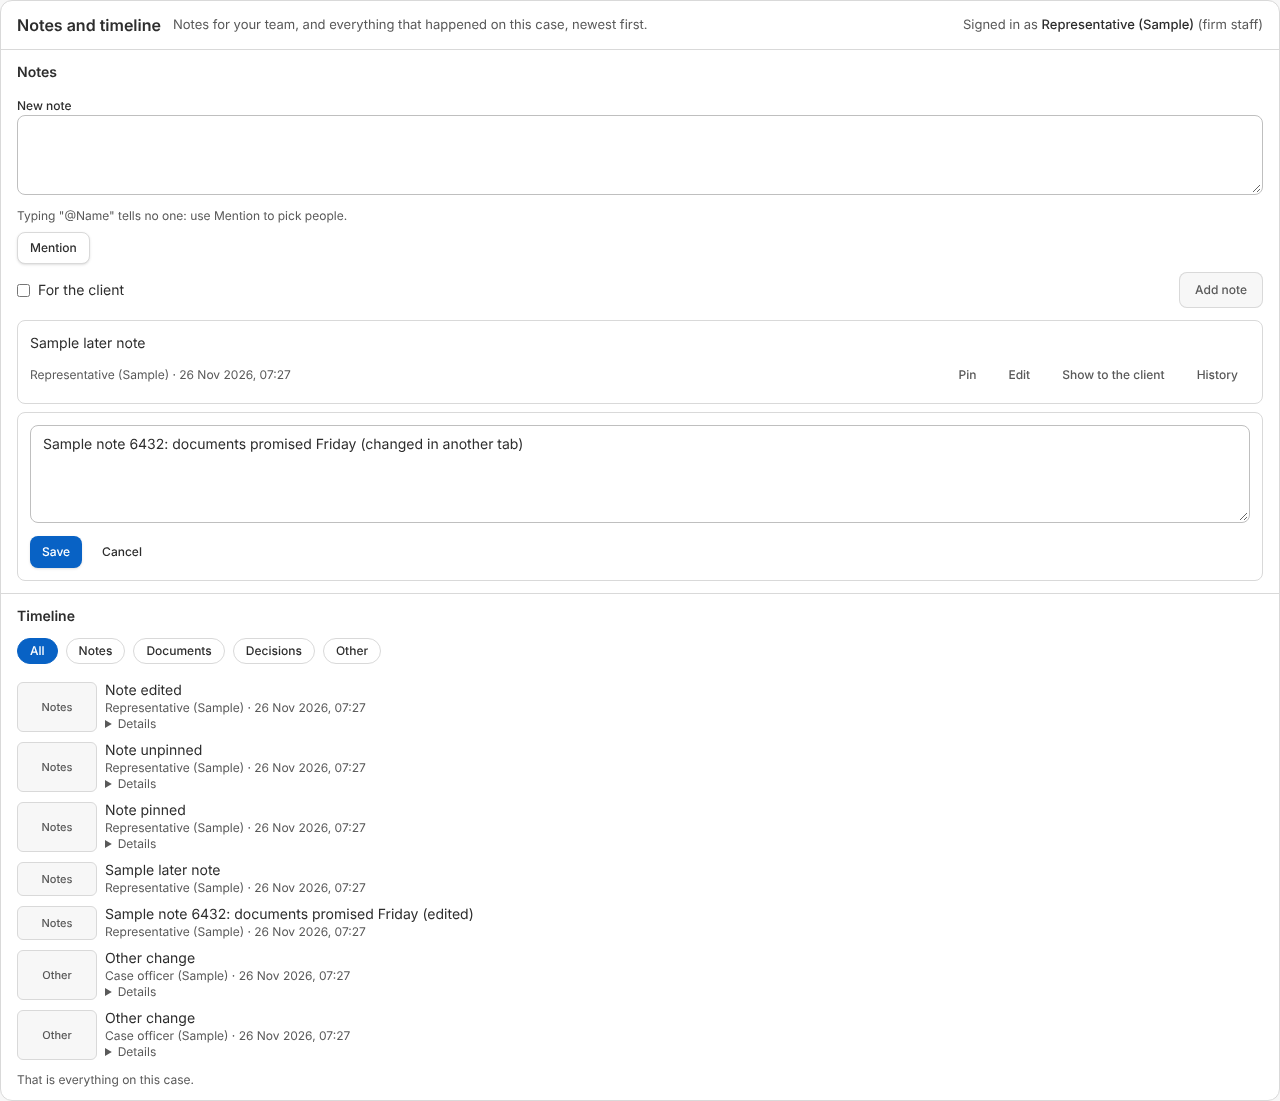 Notes and timeline
Notes for your team, and everything that happened on this case, newest first.
Signed in as Representative (Sample) (firm staff)
Notes
New note
Typing "@Name" tells no one: use Mention to pick people.
Mention
For the client
Add note
Sample later note
Representative (Sample) · 26 Nov 2026, 07:27
Pin
Edit
Show to the client
History
Sample note 6432: documents promised Friday (changed in another tab)
Save
Cancel
Timeline
All
Notes
Documents
Decisions
Other
Notes
Note edited
Representative (Sample) · 26 Nov 2026, 07:27
Details
Notes
Note unpinned
Representative (Sample) · 26 Nov 2026, 07:27
Details
Notes
Note pinned
Representative (Sample) · 26 Nov 2026, 07:27
Details
Notes
Sample later note
Representative (Sample) · 26 Nov 2026, 07:27
Notes
Sample note 6432: documents promised Friday (edited)
Representative (Sample) · 26 Nov 2026, 07:27
Other
Other change
Case officer (Sample) · 26 Nov 2026, 07:27
Details
Other
Other change
Case officer (Sample) · 26 Nov 2026, 07:27
Details
That is everything on this case.